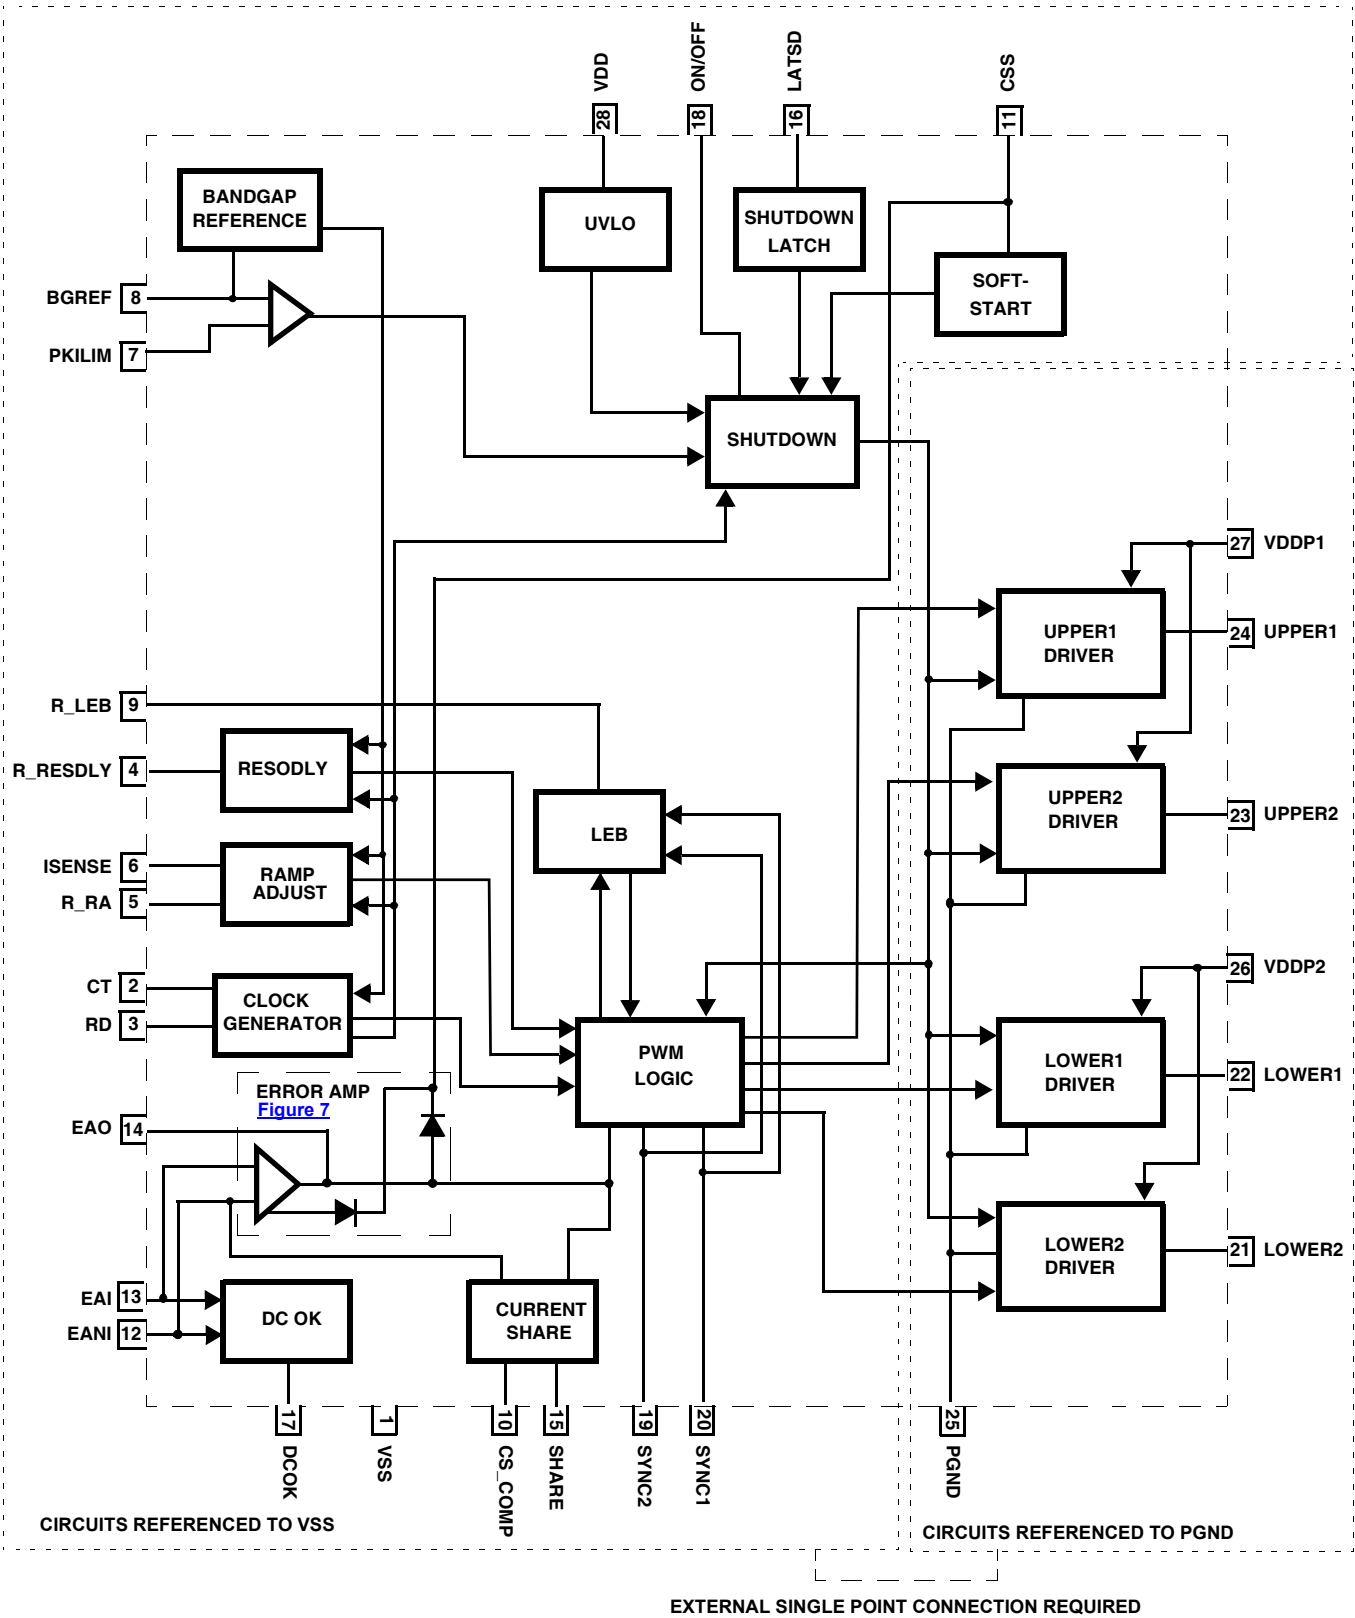 VDD
ON/OFF
LATSD
CSS
28
18
16
11
BANDGAP
REFERENCE
UVLO
SHUTDOWN
LATCH
SOFT-
START
BGREF 8
PKILIM 7
SHUTDOWN
27 VDDP1
UPPER1
DRIVER
24 UPPER1
R_LEB 9
R_RESDLY 4
RESODLY
LEB
UPPER2
DRIVER
23 UPPER2
ISENSE 6
R_RA 5
RAMP
ADJUST
26 VDDP2
CT 2
RD 3
CLOCK
GENERATOR
PWM
LOGIC
LOWER1
DRIVER
22 LOWER1
ERROR AMP
Figure 7
EAO 14
LOWER2
DRIVER
21 LOWER2
EAI 13
EANI 12
DC OK
CURRENT
SHARE
17
1
10
15
19
20
25
DCOK
VSS
CS_COMP
SHARE
SYNC2
SYNC1
PGND
CIRCUITS REFERENCED TO VSS
CIRCUITS REFERENCED TO PGND
EXTERNAL SINGLE POINT CONNECTION REQUIRED